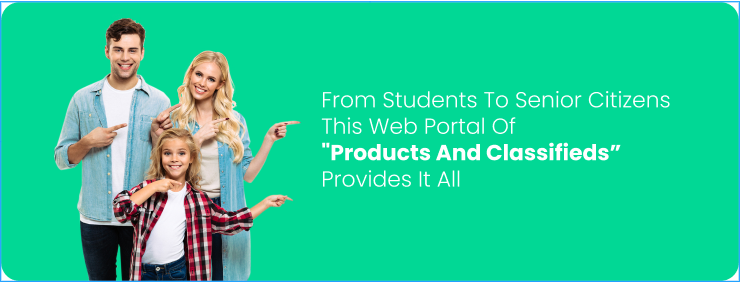 From Students To Senior Citizens
This Web Portal Of
"Products And Classifieds”
Provides It All